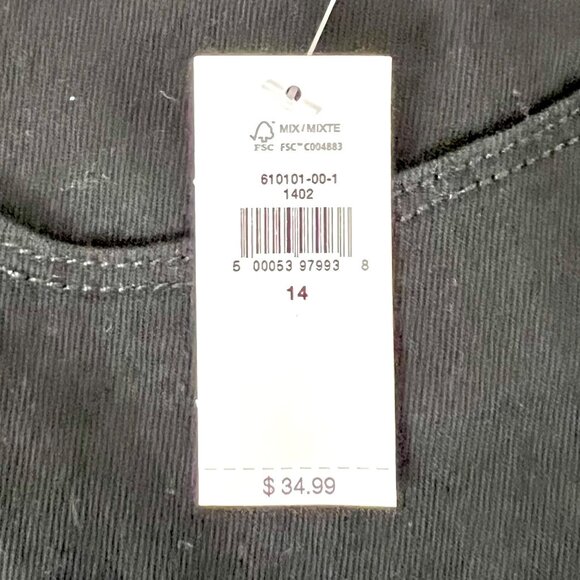 MIX/MIXTE
FSC FSC™ C004883
610101-00-1
1402
5 00053 97993 8
14
$ 34.99